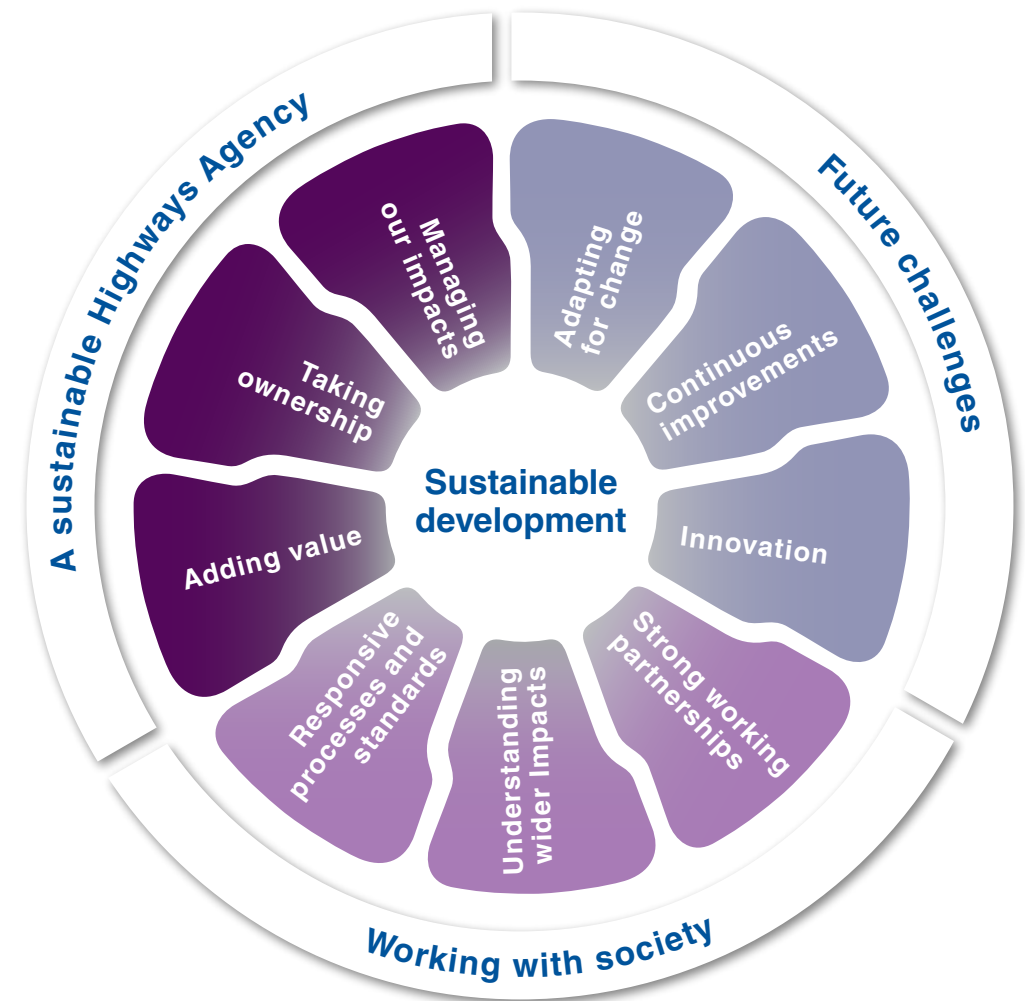 A sustainable Highways Agency
Future challenges
Working with society
Managing
our impacts
Adapting
for change
Continuous
improvements
Innovation
Strong working
partnerships
Understanding
wider Impacts
Responsive
processes and
standards
Adding value
Taking
ownership
Sustainable
development